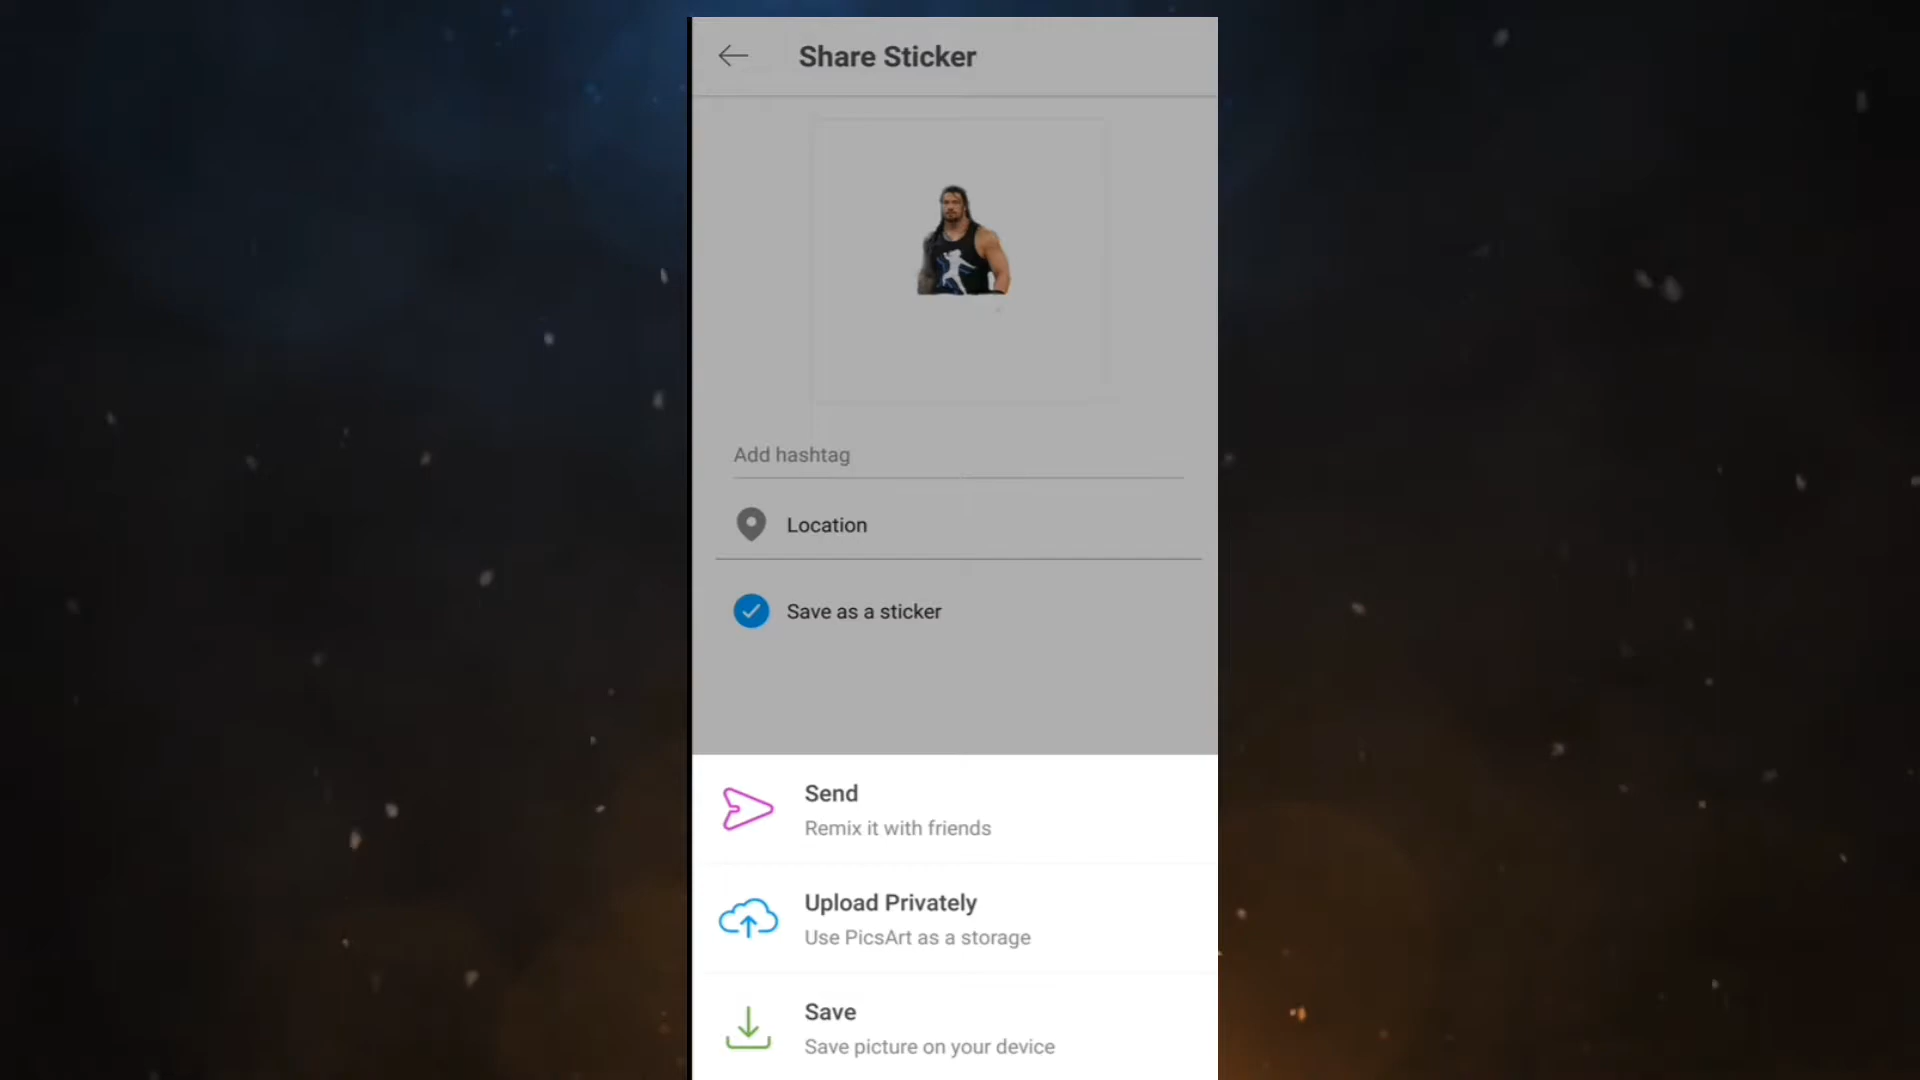 Share Sticker
Add hashtag
Location
Save as a sticker
Send
Remix it with friends
Upload Privately
Use PicsArt as a storage
Save
Save picture on your device